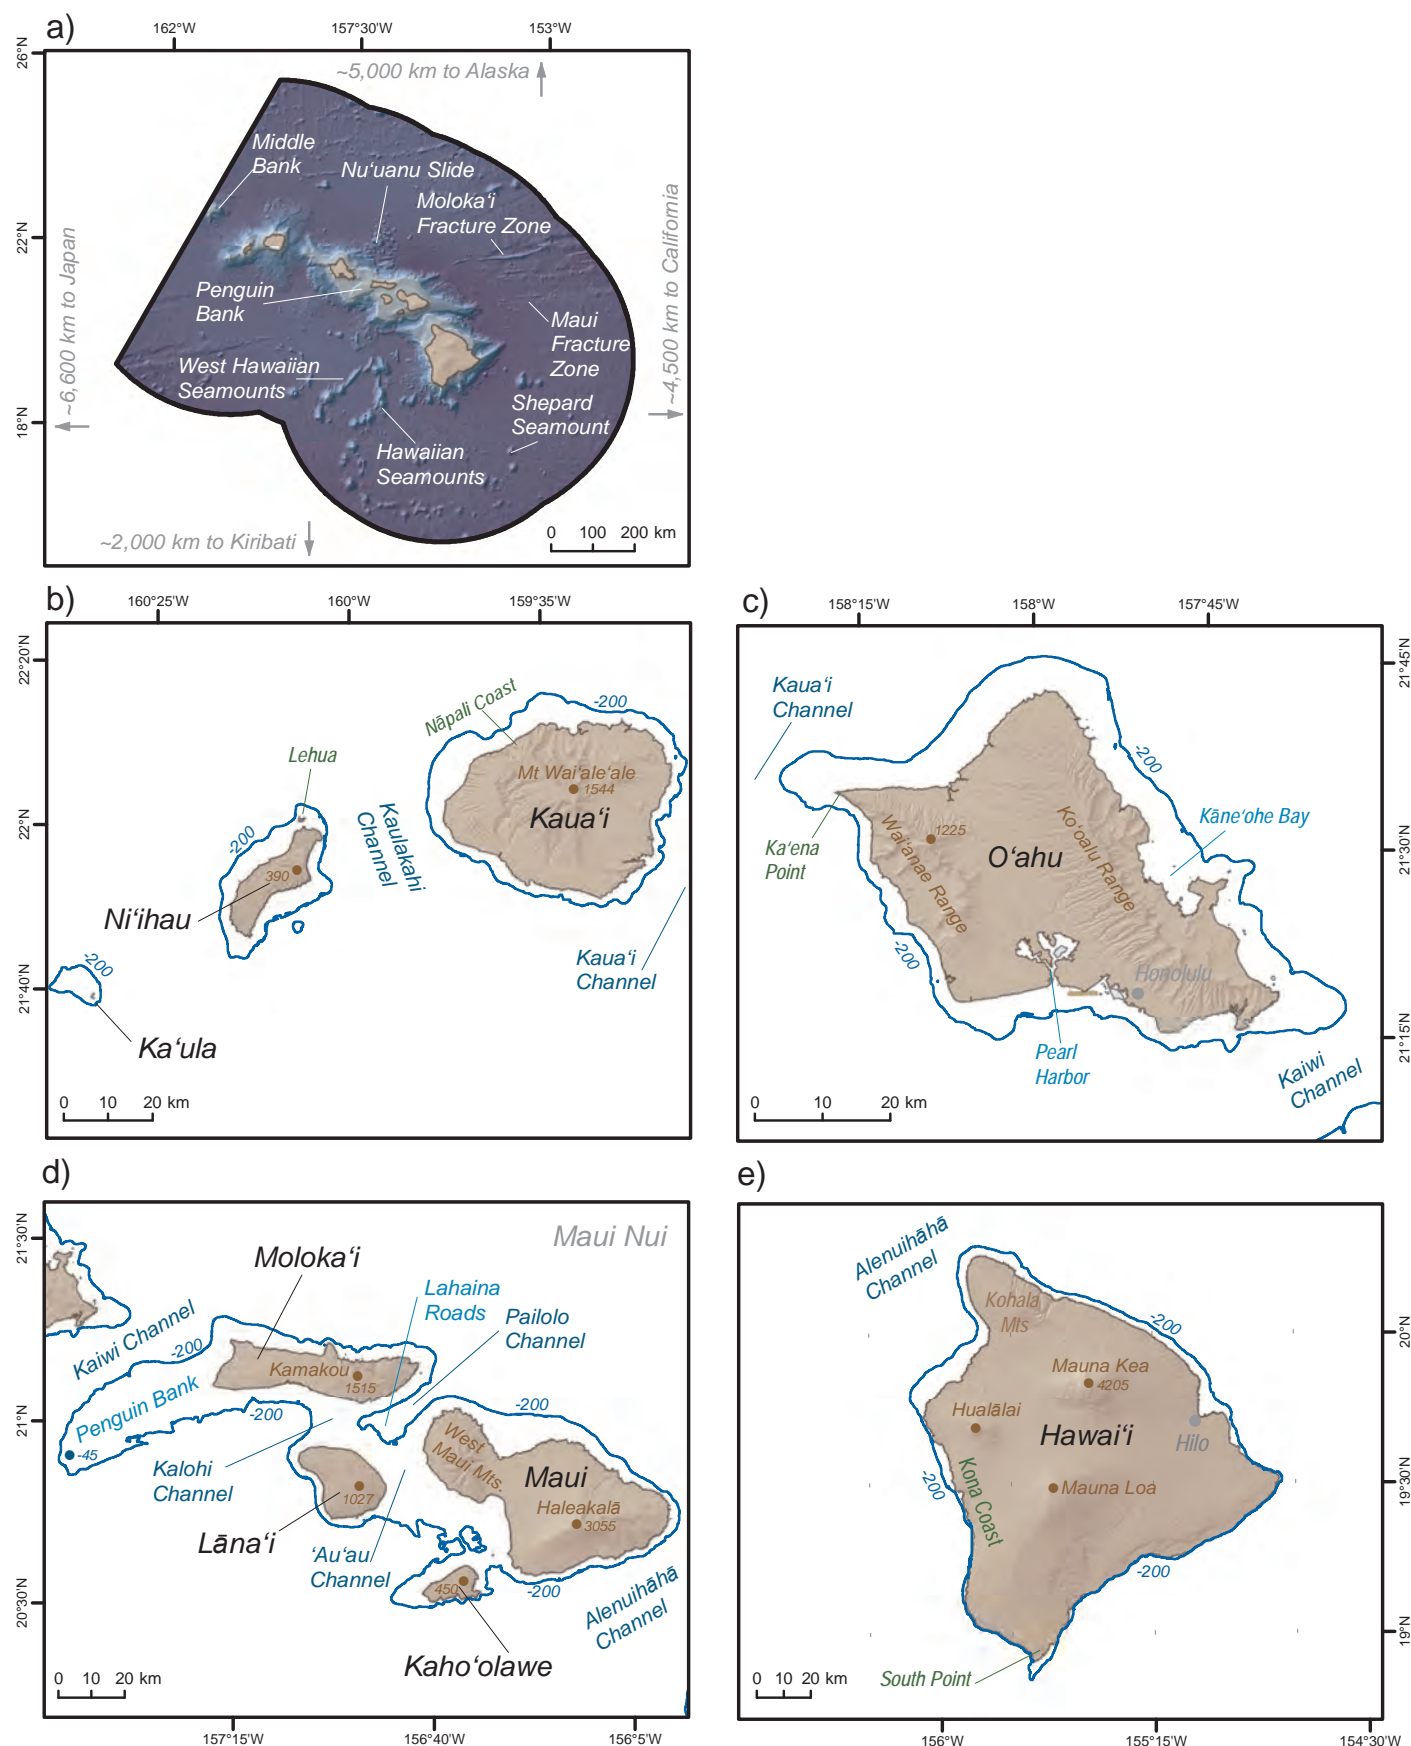 a)
162°W
157°30'W
153°W
26°N
22°N
18°N
~5,000 km to Alaska
~6,600 km to Japan
~4,500 km to California
~2,000 km to Kiribati
Middle
Bank
Nu‘uanu Slide
Moloka‘i
Fracture Zone
Penguin
Bank
Maui
Fracture
Zone
West Hawaiian
Seamounts
Shepard
Seamount
Hawaiian
Seamounts
0 100 200 km
b)
160°25'W
160°W
159°35'W
22°20'N
22°N
21°40'N
Nāpali Coast
-200
Lehua
Mt Wai‘ale‘ale
1544
Kaua‘i
Kaulakahi
Channel
-200
390
Ni‘ihau
Kaua‘i
Channel
-200
Ka‘ula
0 10 20 km
c)
158°15'W
158°W
157°45'W
21°45'N
21°30'N
21°15'N
Kaua‘i
Channel
-200
Ka‘ena
Point
Wai‘anae Range
1225
O‘ahu
Ko‘oalu Range
Kāne‘ohe Bay
-200
Honolulu
Pearl
Harbor
Kaiwi
Channel
0 10 20 km
d)
21°30'N
21°N
20°30'N
Maui Nui
Moloka‘i
Lahaina
Roads
Pailolo
Channel
Kaiwi Channel
-200
Kamakou
1515
Penguin Bank
-200
-200
-45
West
Maui Mts.
Maui
Kalohi
Channel
1027
Haleakalā
3055
Lāna‘i
‘Au‘au
Channel
450
-200
Alenuihāhā
Channel
Kaho‘olawe
0 10 20 km
157°15'W
156°40'W
156°5'W
e)
Alenuihāhā
Channel
Kohala
Mts
-200
20°N
Mauna Kea
4205
Hualālai
Hawai‘i
Hilo
-200
Kona Coast
Mauna Loa
19°30'N
-200
19°N
South Point
0 10 20 km
156°W
155°15'W
154°30'W